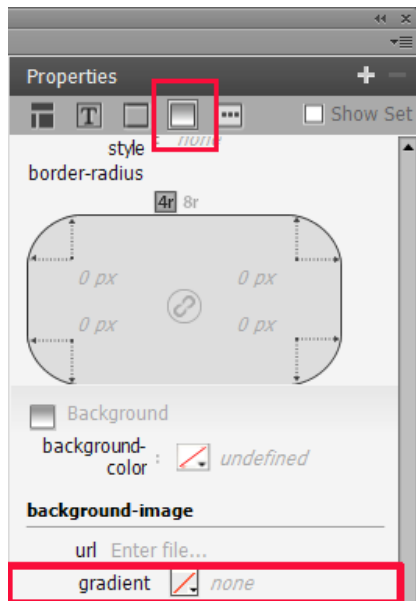 Properties
T Show Set
style : none
border-radius
4r 8r
0 px 0 px
0 px 0 px
Background
background-
color : undefined
background-image
url Enter file...
gradient none